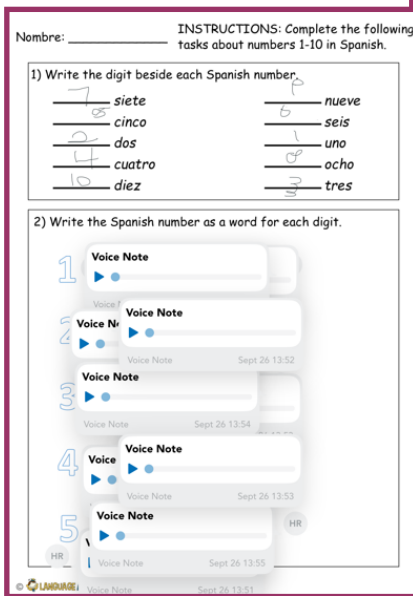 Nombre: ____________
INSTRUCTIONS: Complete the following
tasks about numbers 1-10 in Spanish.
1) Write the digit beside each Spanish number.
7 siete
cinco
2 dos
4 cuatro
10 diez
nueve
6 seis
1 uno
8 ocho
3 tres
2) Write the Spanish number as a word for each digit.
1
Voice Note
2
Voice Note
Voice Note Sept 26 13:52
3
Voice Note
Voice Note Sept 26 13:54
4
Voice
Voice Note
Voice Note Sept 26 13:53
5
Voice Note
HR
HR
Voice Note Sept 26 13:55
© LANGUAGE
Voice Note Sept 26 13:51